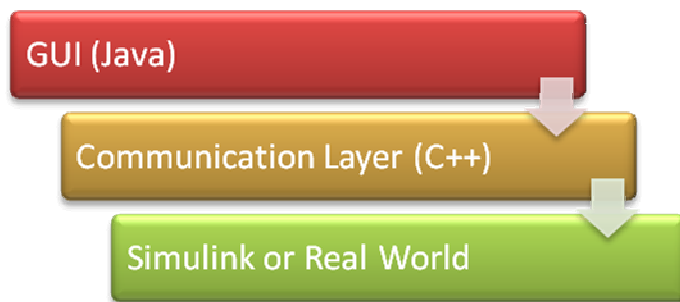 GUI (Java)
Communication Layer (C++)
Simulink or Real World